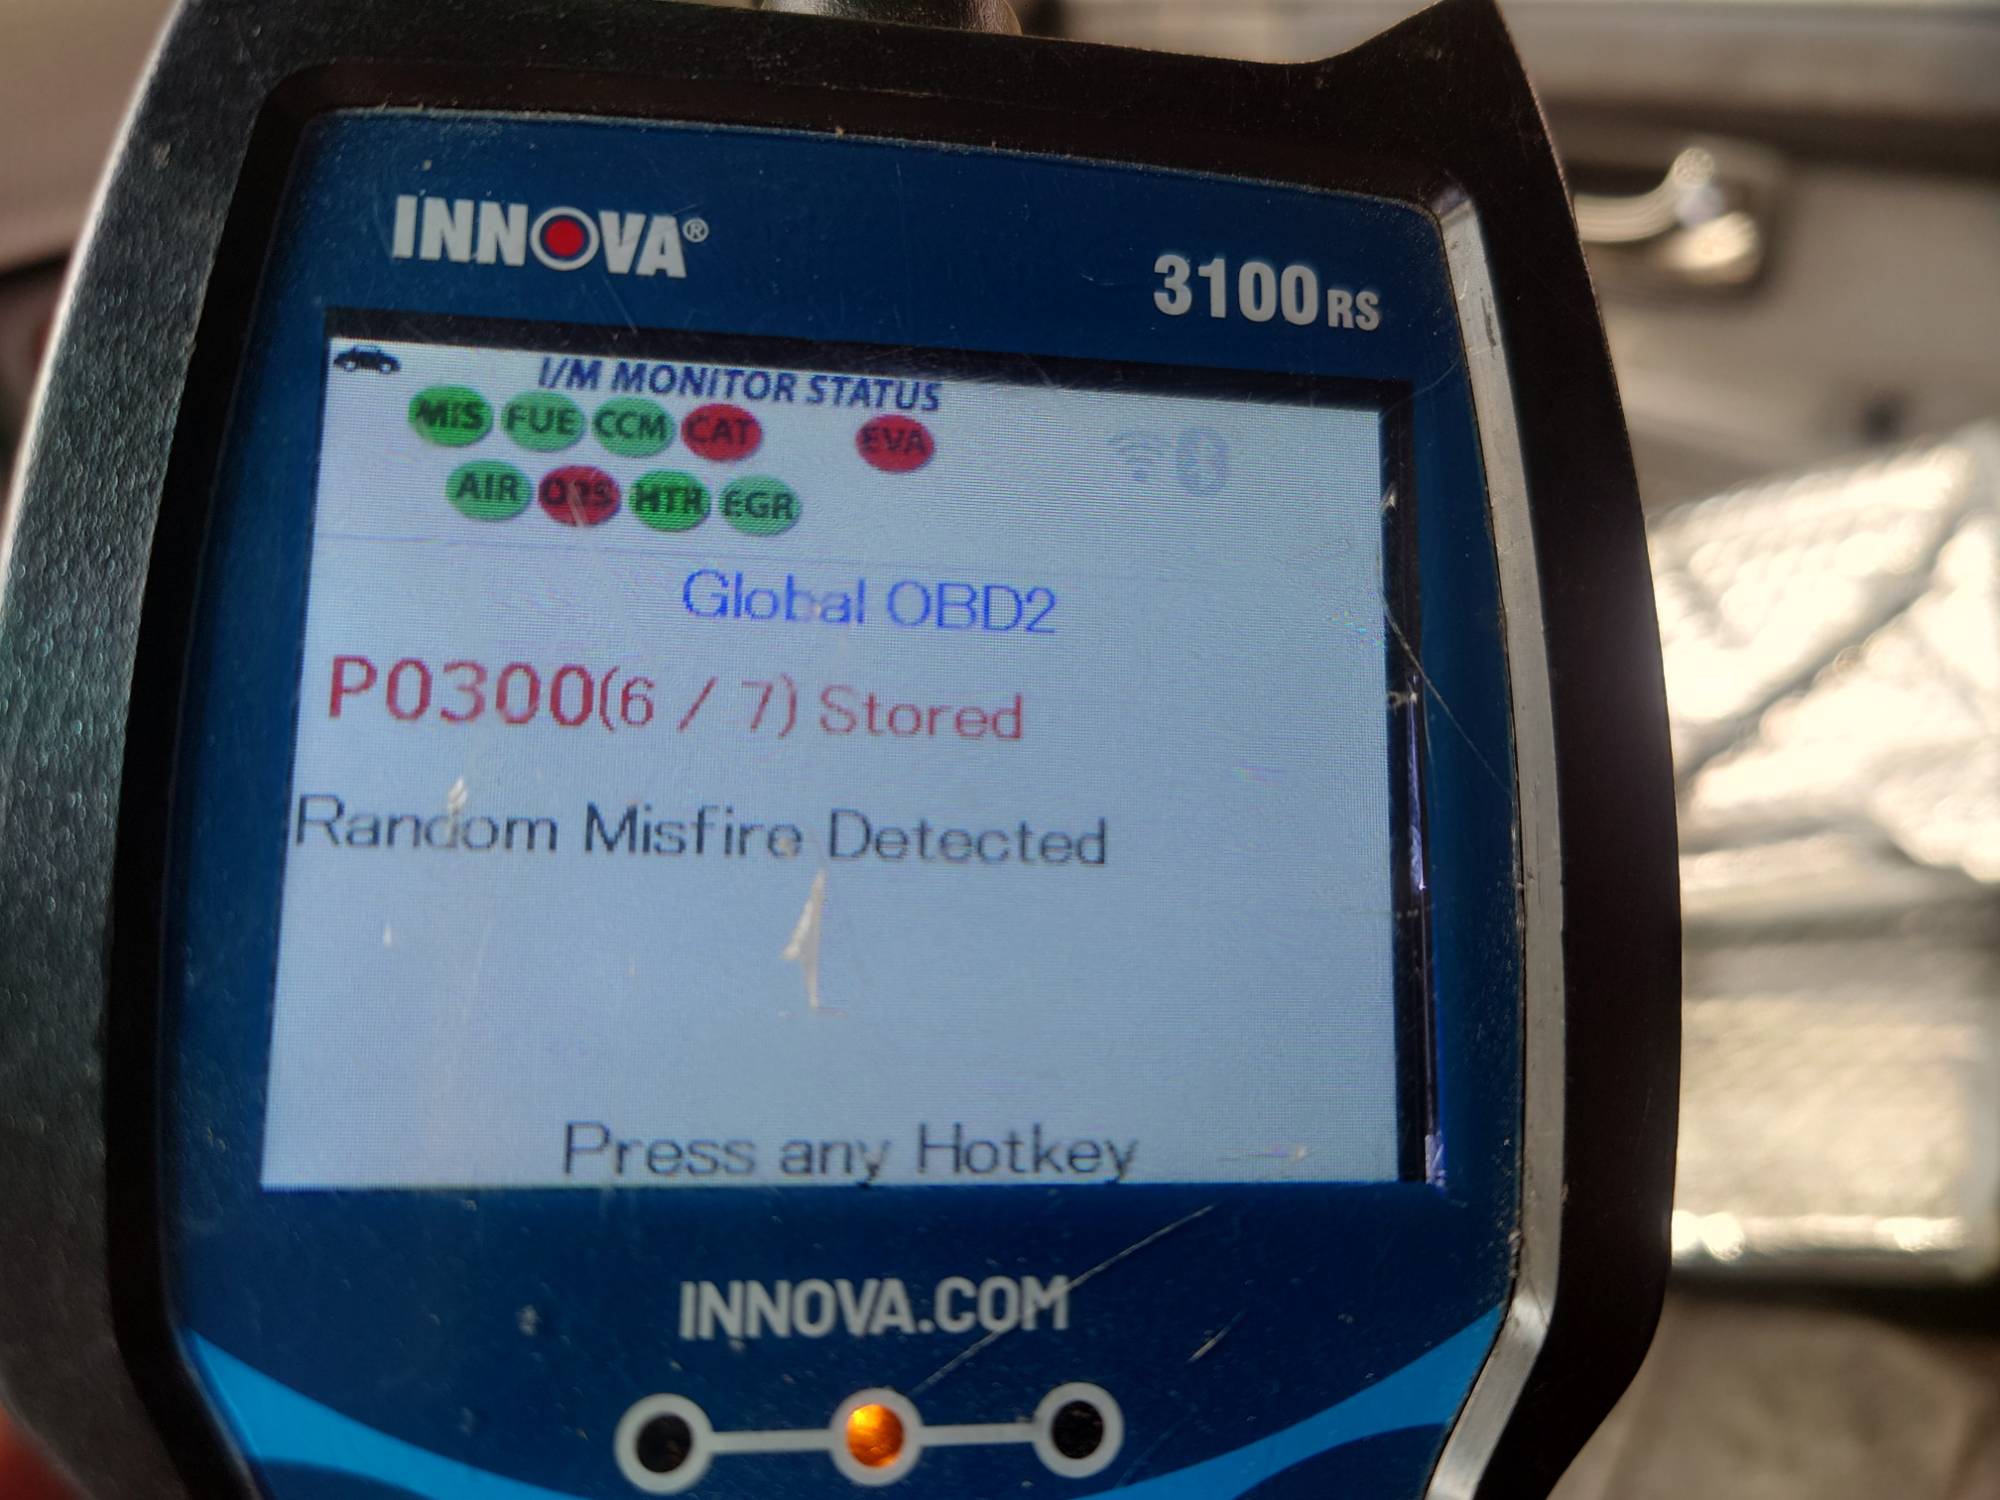 INNOVA®
3100RS
I/M MONITOR STATUS
MIS FUE CCM CAT EVA
AIR O2S HTR EGR
Global OBD2
P0300(6 / 7) Stored
Random Misfire Detected
Press any Hotkey
INNOVA.COM